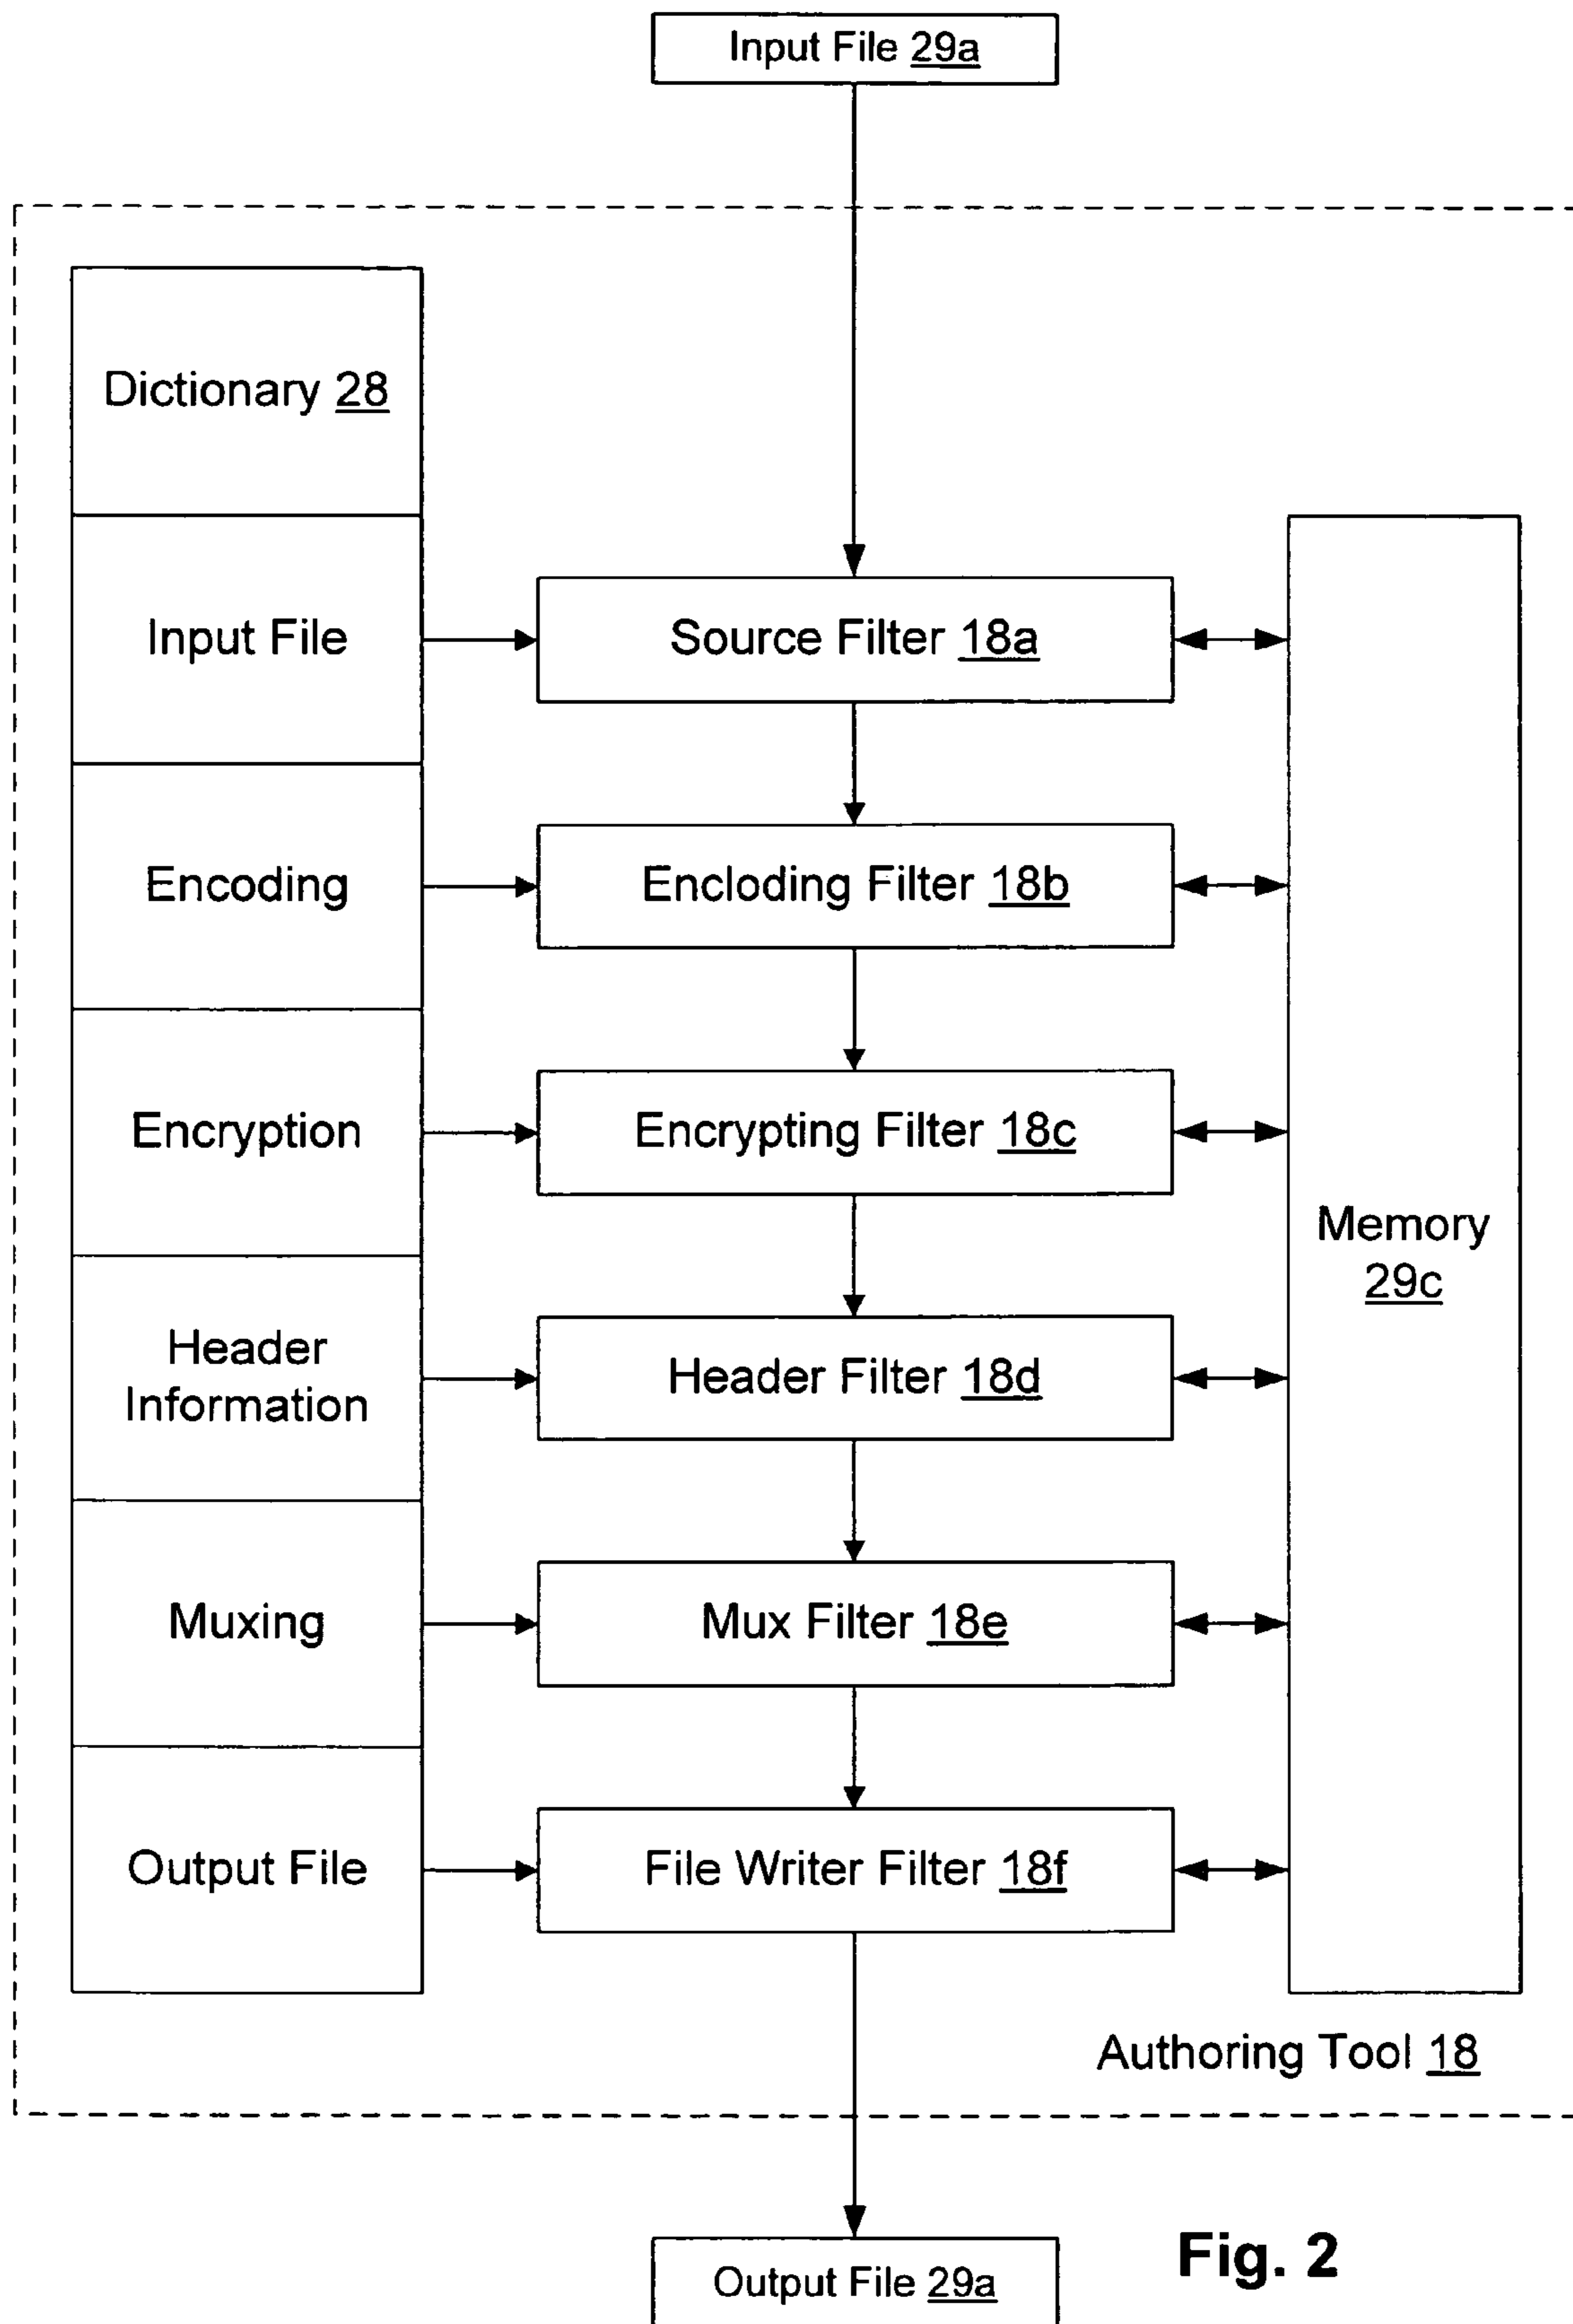 Input File 29a
Dictionary 28
Input File
Source Filter 18a
Encoding
Encloding Filter 18b
Encryption
Encrypting Filter 18c
Memory
29c
Header
Information
Header Filter 18d
Muxing
Mux Filter 18e
Output File
File Writer Filter 18f
Authoring Tool 18
Output File 29a
Fig. 2